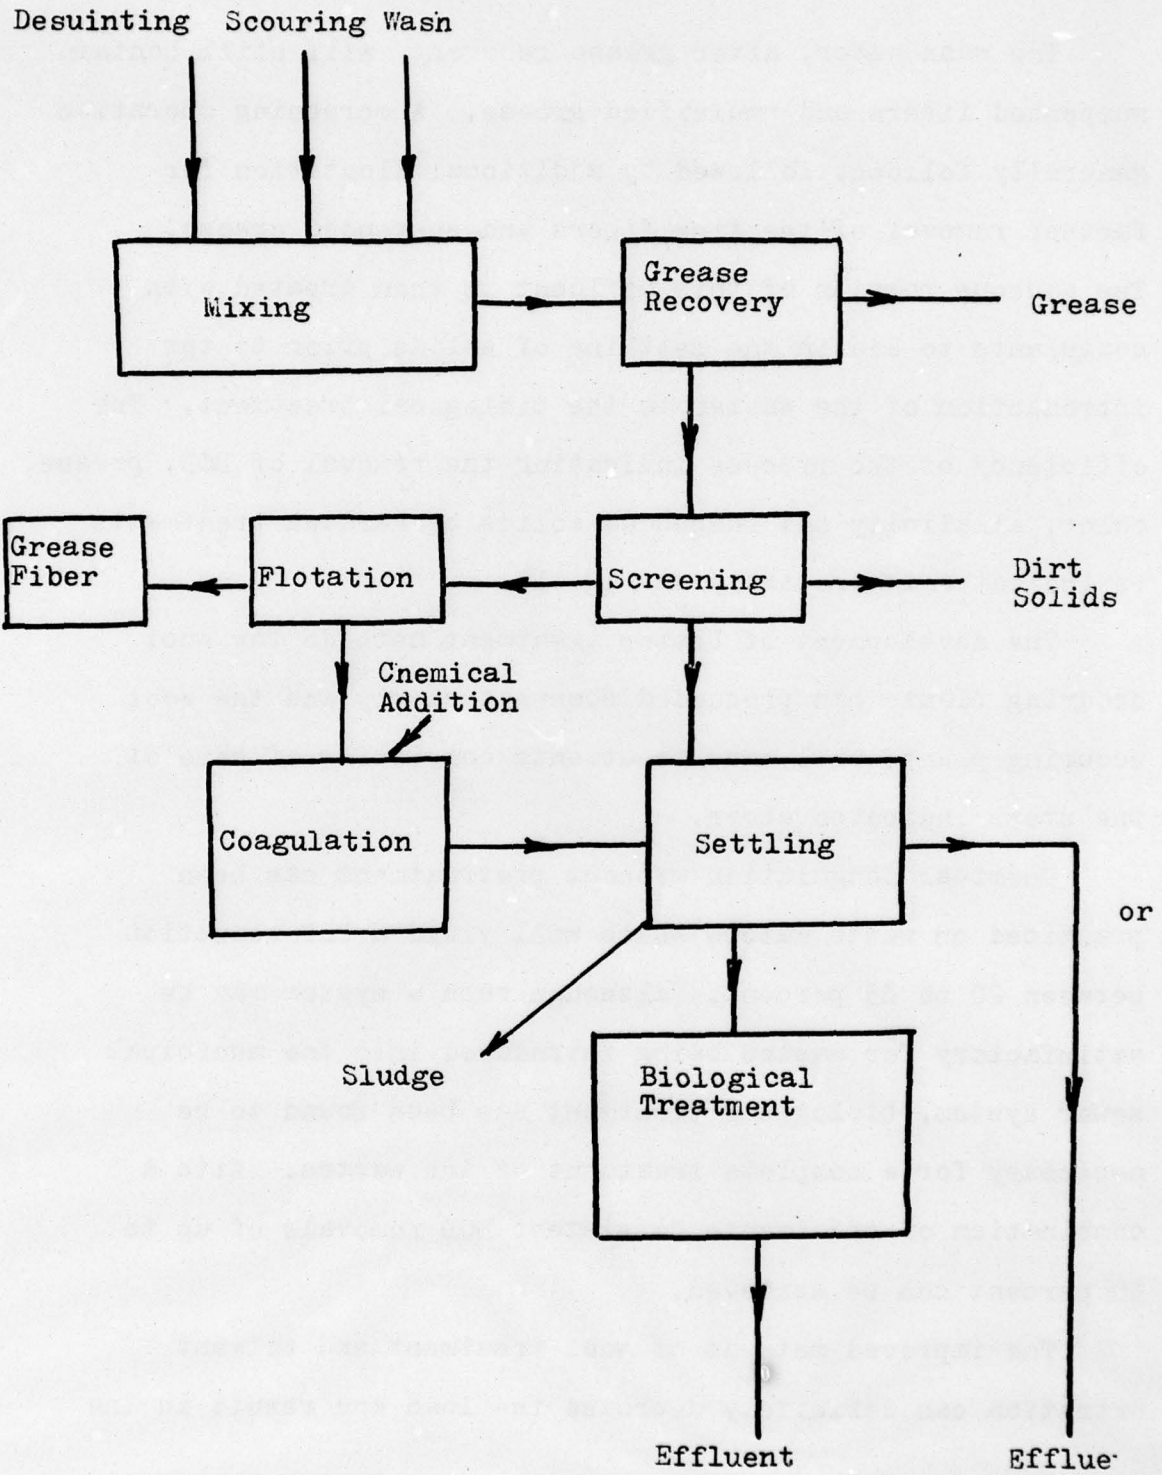 Desuinting Scouring Wash
Mixing
Grease
Recovery
Grease
Grease
Fiber
Flotation
Screening
Dirt
Solids
Chemical
Addition
Coagulation
Settling
or
Sludge
Biological
Treatment
Effluent
Efflue